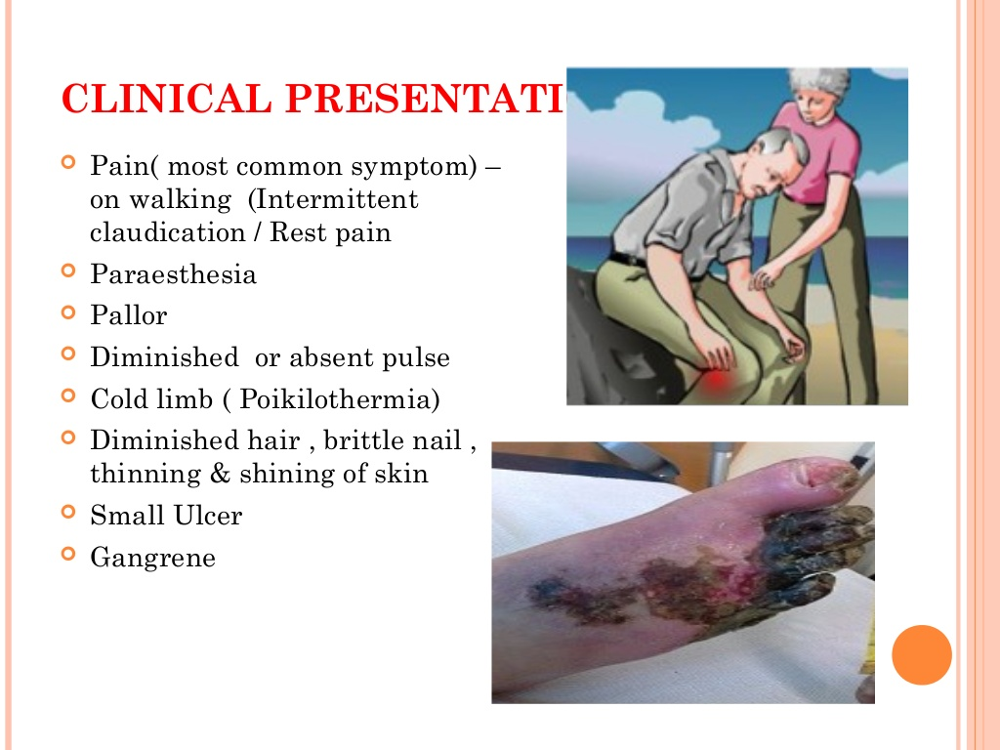 CLINICAL PRESENTATI
Pain( most common symptom) –
on walking  (Intermittent
claudication / Rest pain
Paraesthesia
Pallor
Diminished  or absent pulse
Cold limb ( Poikilothermia)
Diminished hair , brittle nail ,
thinning & shining of skin
Small Ulcer
Gangrene